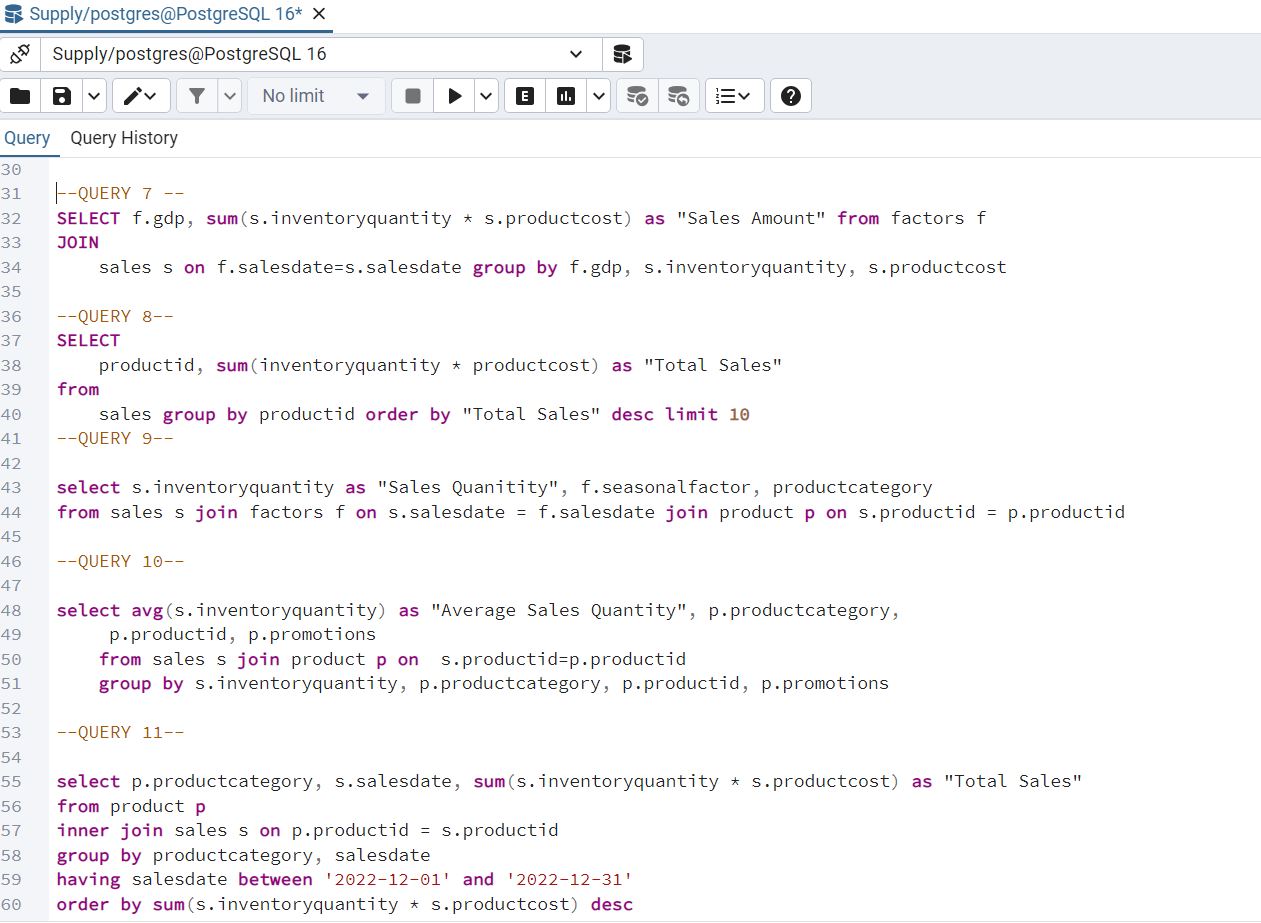 Supply/postgres@PostgreSQL 16*
Supply/postgres@PostgreSQL 16
No limit
E
Query Query History
30
31 --QUERY 7 --
32 SELECT f.gdp, sum(s.inventoryquantity * s.productcost) as "Sales Amount" from factors f
33 JOIN
34 sales s on f.salesdate=s.salesdate group by f.gdp, s.inventoryquantity, s.productcost
35
36 --QUERY 8--
37 SELECT
38 productid, sum(inventoryquantity * productcost) as "Total Sales"
39 from
40 sales group by productid order by "Total Sales" desc limit 10
41 --QUERY 9--
42
43 select s.inventoryquantity as "Sales Quanitity", f.seasonalfactor, productcategory
44 from sales s join factors f on s.salesdate = f.salesdate join product p on s.productid = p.productid
45
46 --QUERY 10--
47
48 select avg(s.inventoryquantity) as "Average Sales Quantity", p.productcategory,
49 p.productid, p.promotions
50 from sales s join product p on  s.productid=p.productid
51 group by s.inventoryquantity, p.productcategory, p.productid, p.promotions
52
53 --QUERY 11--
54
55 select p.productcategory, s.salesdate, sum(s.inventoryquantity * s.productcost) as "Total Sales"
56 from product p
57 inner join sales s on p.productid = s.productid
58 group by productcategory, salesdate
59 having salesdate between '2022-12-01' and '2022-12-31'
60 order by sum(s.inventoryquantity * s.productcost) desc